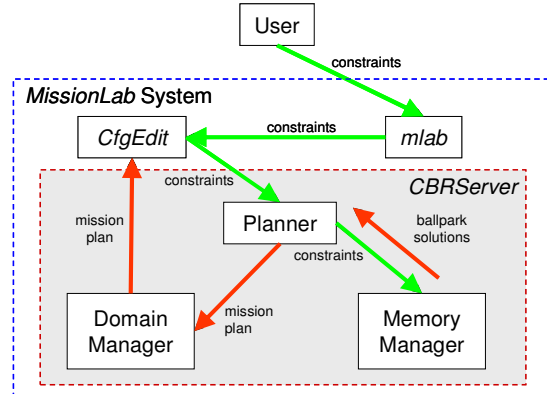 User
constraints
MissionLab System
CfgEdit
constraints
mlab
constraints
CBRServer
mission
plan
Planner
ballpark
solutions
constraints
Domain
Manager
mission
plan
Memory
Manager